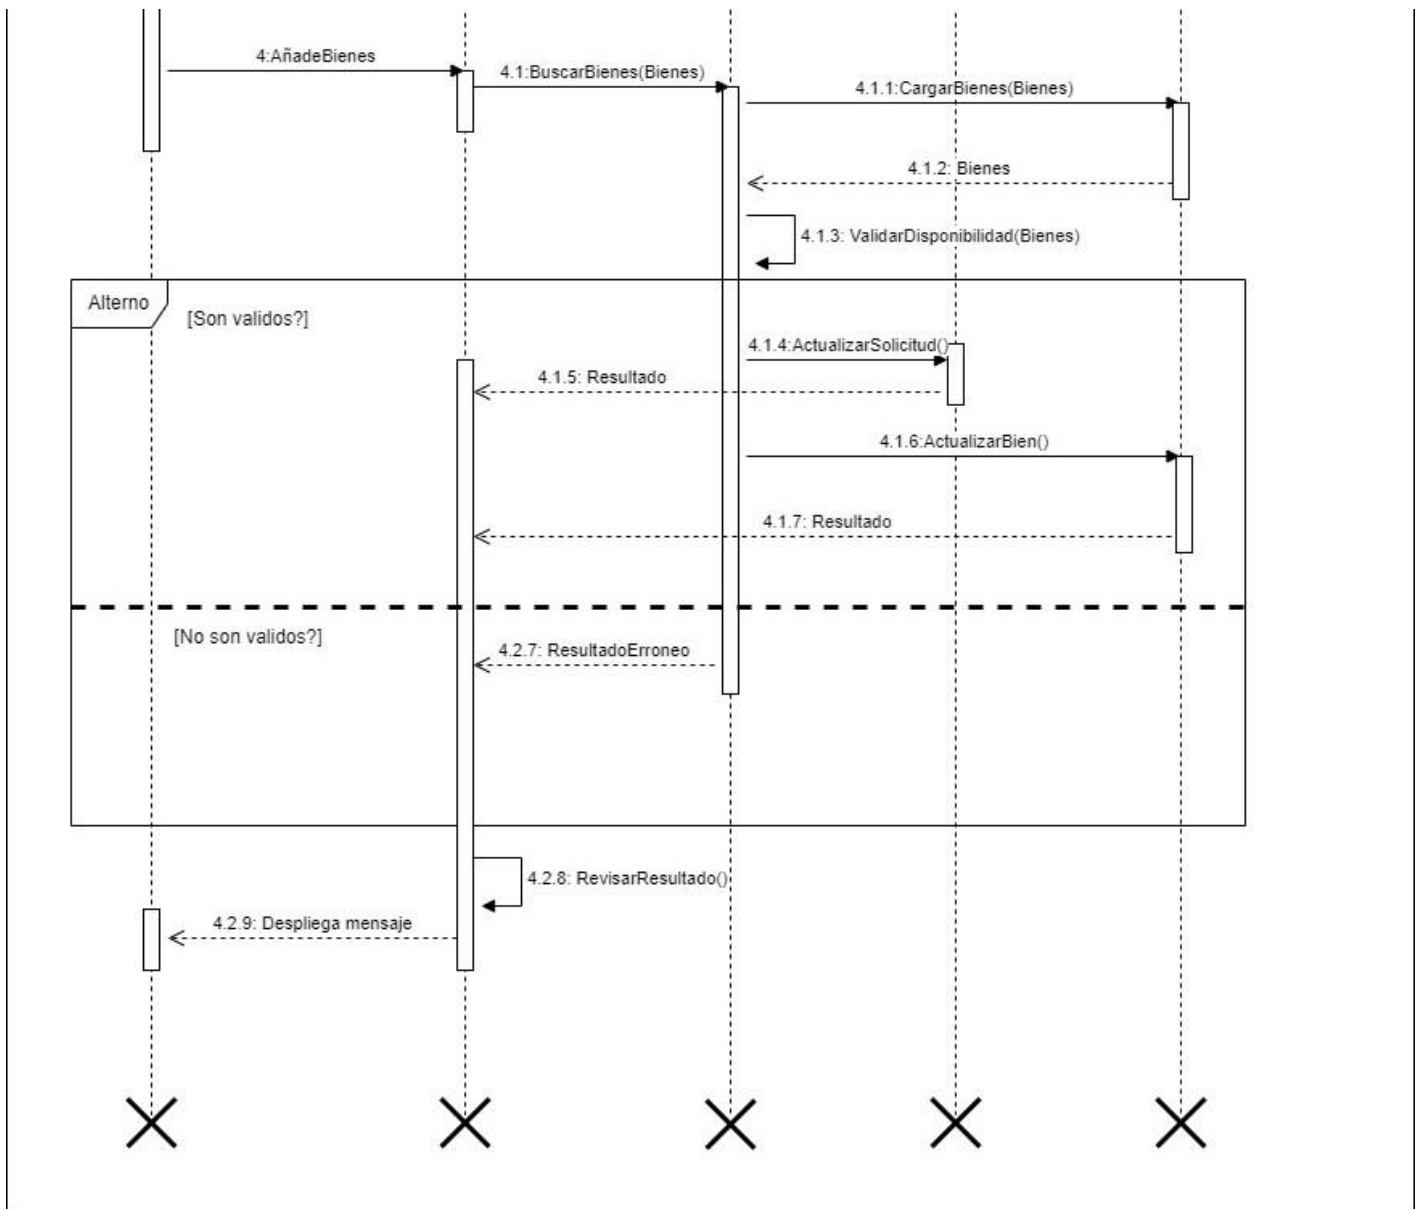 4:AñadeBienes
4.1:BuscarBienes(Bienes)
4.1.1:CargarBienes(Bienes)
4.1.2: Bienes
4.1.3: ValidarDisponibilidad(Bienes)
Alterno
[Son validos?]
4.1.4:ActualizarSolicitud()
4.1.5: Resultado
4.1.6:ActualizarBien()
4.1.7: Resultado
[No son validos?]
4.2.7: ResultadoErroneo
4.2.8: RevisarResultado()
4.2.9: Despliega mensaje